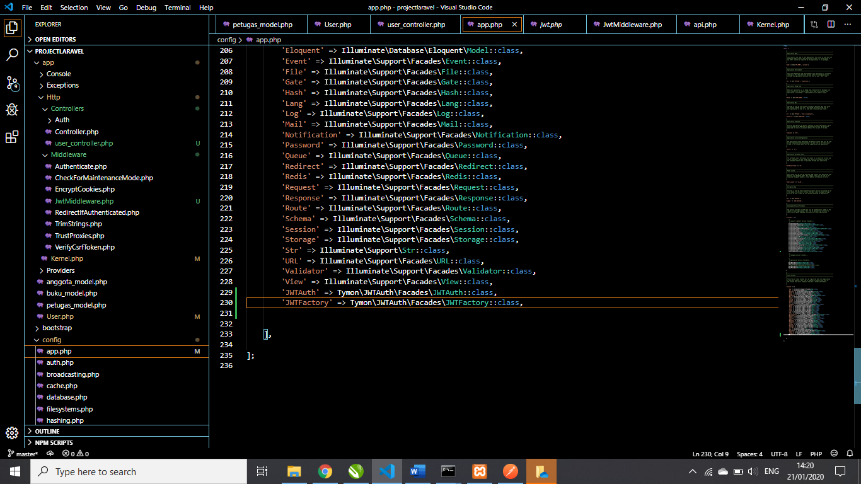 File Edit Selection View Go Debug Terminal Help
app.php - projectlaravel - Visual Studio Code
EXPLORER
petugas_model.php User.php user_controller.php app.php jwt.php JwtMiddleware.php api.php Kernel.php
config > app.php
OPEN EDITORS
PROJECTLARAVEL
app
Console
Exceptions
Http
Controllers
Auth
Controller.php
user_controller.php U
Middleware
Authenticate.php
CheckForMaintenanceMode.php
EncryptCookies.php
JwtMiddleware.php U
RedirectIfAuthenticated.php
TrimStrings.php
TrustProxies.php
VerifyCsrfToken.php
Kernel.php M
Providers
anggota_model.php
buku_model.php
petugas_model.php
User.php M
bootstrap
config
app.php M
auth.php
broadcasting.php
cache.php
database.php
filesystems.php
hashing.php
OUTLINE
NPM SCRIPTS
206 'Eloquent' => Illuminate\Database\Eloquent\Model::class,
207 'Event' => Illuminate\Support\Facades\Event::class,
208 'File' => Illuminate\Support\Facades\File::class,
209 'Gate' => Illuminate\Support\Facades\Gate::class,
210 'Hash' => Illuminate\Support\Facades\Hash::class,
211 'Lang' => Illuminate\Support\Facades\Lang::class,
212 'Log' => Illuminate\Support\Facades\Log::class,
213 'Mail' => Illuminate\Support\Facades\Mail::class,
214 'Notification' => Illuminate\Support\Facades\Notification::class,
215 'Password' => Illuminate\Support\Facades\Password::class,
216 'Queue' => Illuminate\Support\Facades\Queue::class,
217 'Redirect' => Illuminate\Support\Facades\Redirect::class,
218 'Redis' => Illuminate\Support\Facades\Redis::class,
219 'Request' => Illuminate\Support\Facades\Request::class,
220 'Response' => Illuminate\Support\Facades\Response::class,
221 'Route' => Illuminate\Support\Facades\Route::class,
222 'Schema' => Illuminate\Support\Facades\Schema::class,
223 'Session' => Illuminate\Support\Facades\Session::class,
224 'Storage' => Illuminate\Support\Facades\Storage::class,
225 'Str' => Illuminate\Support\Str::class,
226 'URL' => Illuminate\Support\Facades\URL::class,
227 'Validator' => Illuminate\Support\Facades\Validator::class,
228 'View' => Illuminate\Support\Facades\View::class,
229 'JWTAuth' => Tymon\JWTAuth\Facades\JWTAuth::class,
230 'JWTFactory' => Tymon\JWTAuth\Facades\JWTFactory::class,
231
232
233 ],
234
235 ];
236
master* 0 0
Ln 230, Col 9 Spaces: 4 UTF-8 LF PHP
Type here to search
ENG
14:20
21/01/2020